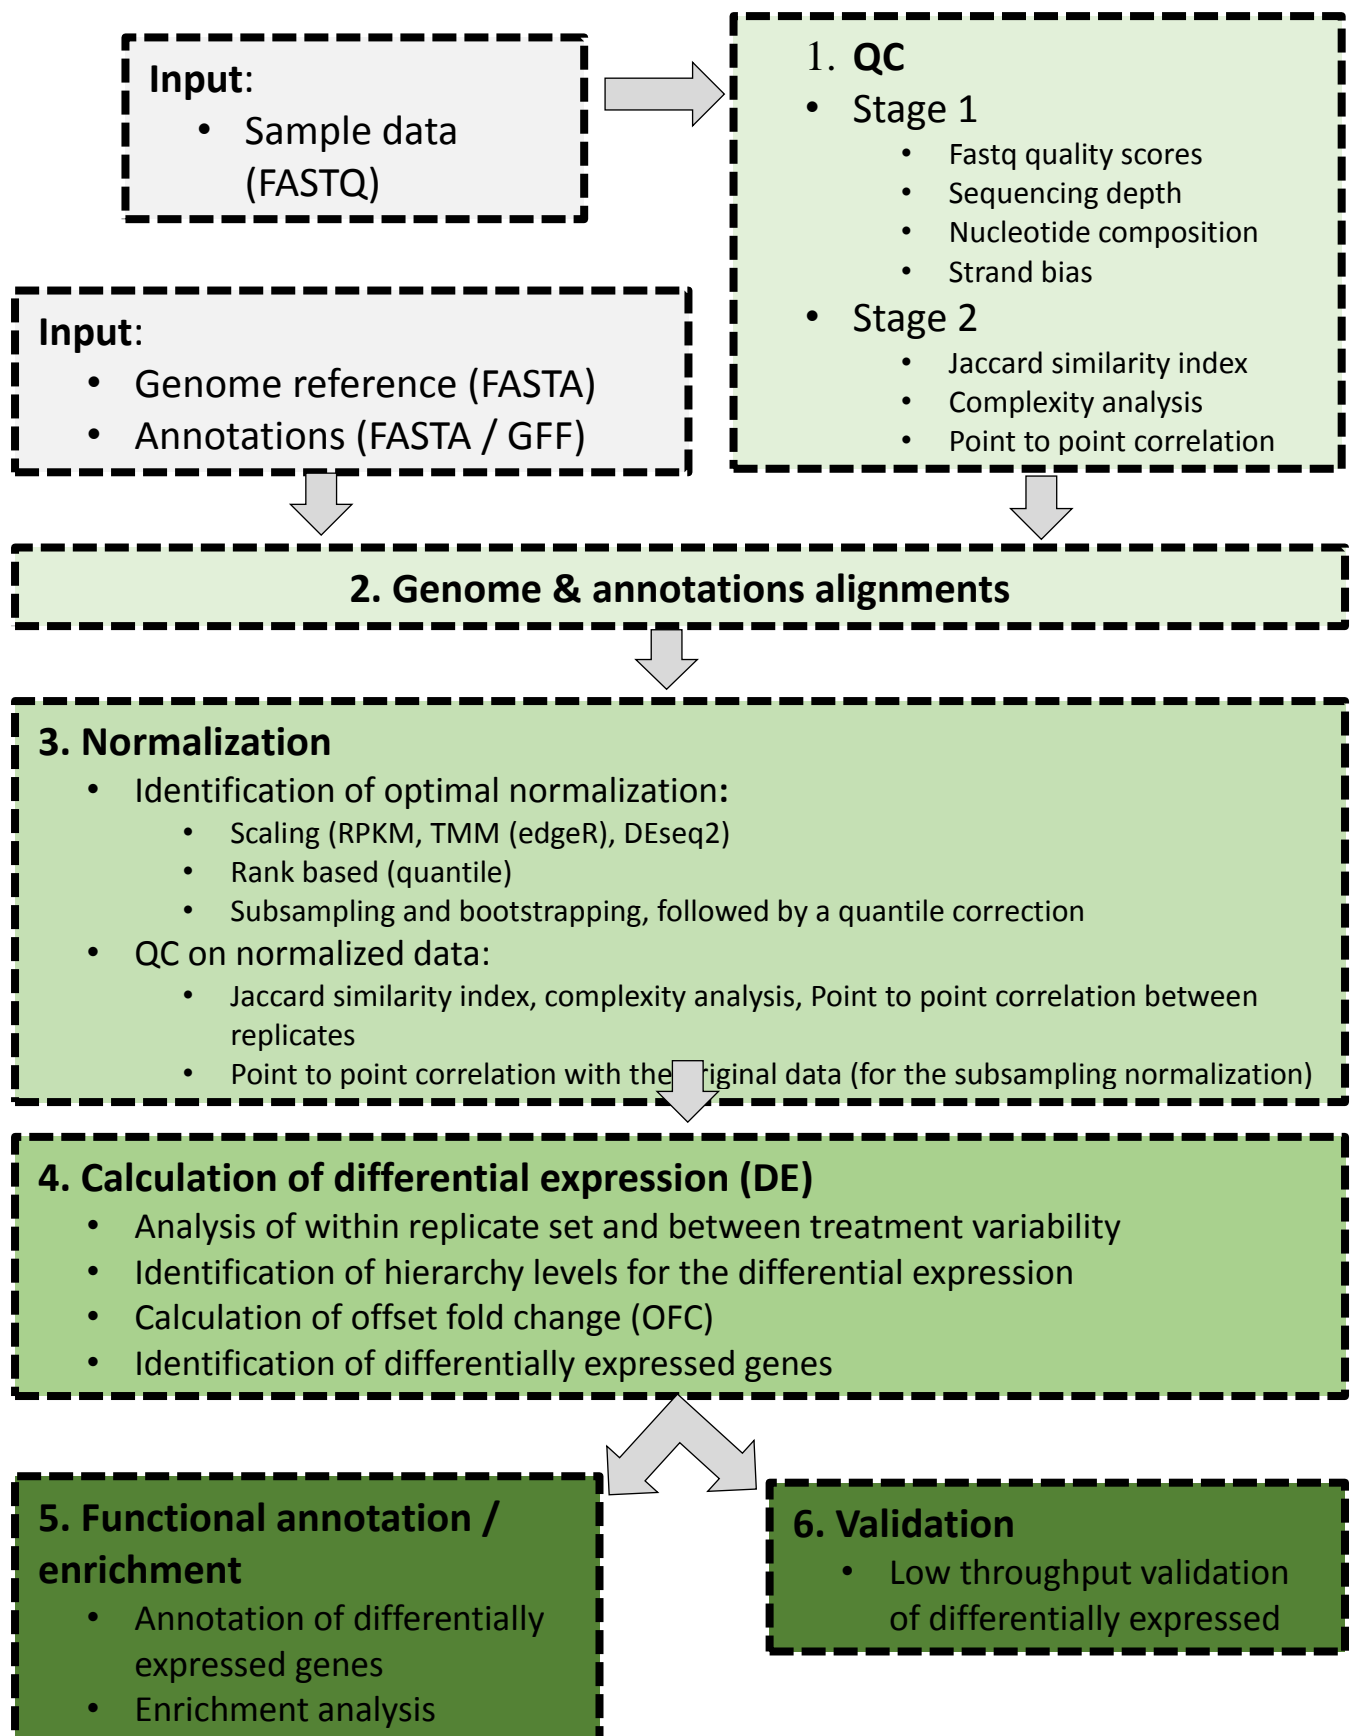 Input:
• Sample data
(FASTQ)
1. QC
• Stage 1
• Fastq quality scores
• Sequencing depth
• Nucleotide composition
• Strand bias
• Stage 2
• Jaccard similarity index
• Complexity analysis
• Point to point correlation
Input:
• Genome reference (FASTA)
• Annotations (FASTA / GFF)
2. Genome & annotations alignments
3. Normalization
• Identification of optimal normalization:
• Scaling (RPKM, TMM (edgeR), DEseq2)
• Rank based (quantile)
• Subsampling and bootstrapping, followed by a quantile correction
• QC on normalized data:
• Jaccard similarity index, complexity analysis, Point to point correlation between
replicates
• Point to point correlation with the riginal data (for the subsampling normalization)
4. Calculation of differential expression (DE)
• Analysis of within replicate set and between treatment variability
• Identification of hierarchy levels for the differential expression
• Calculation of offset fold change (OFC)
• Identification of differentially expressed genes
5. Functional annotation /
enrichment
• Annotation of differentially
expressed genes
• Enrichment analysis
6. Validation
• Low throughput validation
of differentially expressed